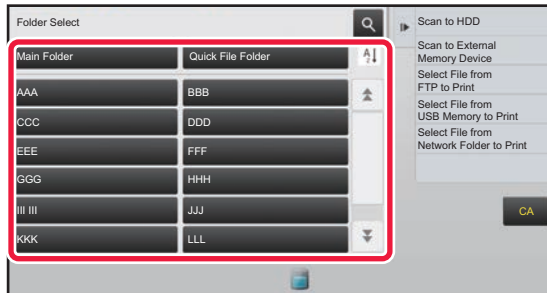 Folder Select
Main Folder
Quick File Folder
AAA
BBB
CCC
DDD
EEE
FFF
GGG
HHH
III III
JJJ
KKK
LLL
Scan to HDD
Scan to External
Memory Device
Select File from
FTP to Print
Select File from
USB Memory to Print
Select File from
Network Folder to Print
CA